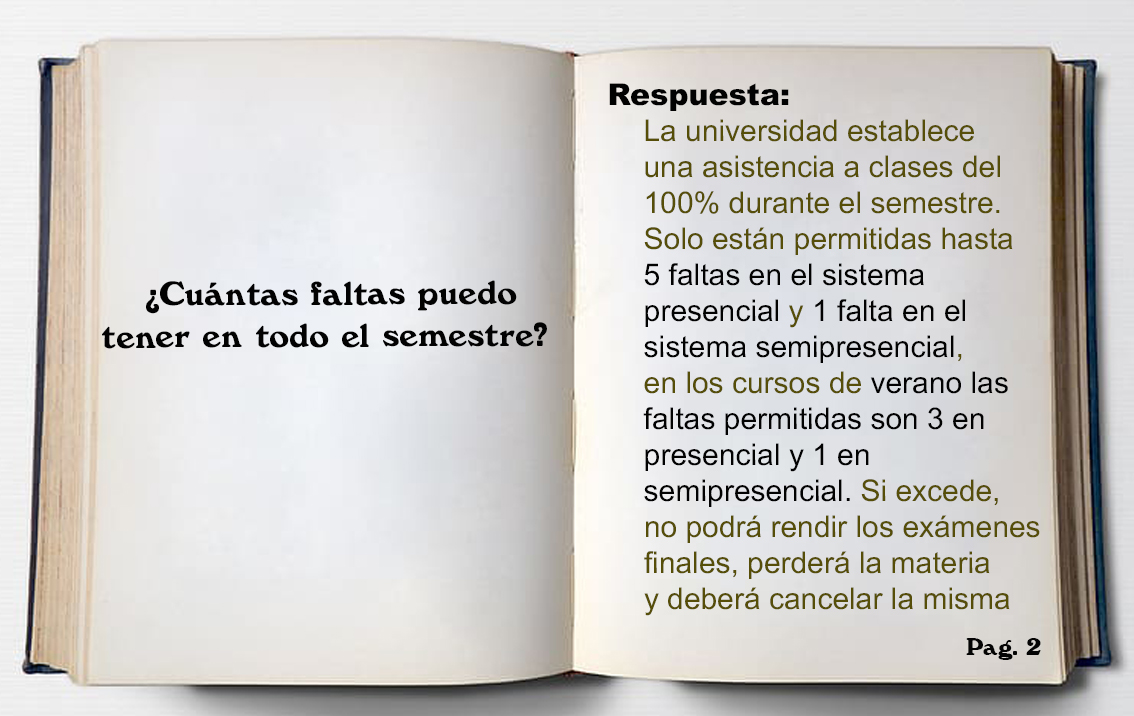 ¿Cuántas faltas puedo
tener en todo el semestre?
Respuesta:
La universidad establece
una asistencia a clases del
100% durante el semestre.
Solo están permitidas hasta
5 faltas en el sistema
presencial y 1 falta en el
sistema semipresencial,
en los cursos de verano las
faltas permitidas son 3 en
presencial y 1 en
semipresencial. Si excede,
no podrá rendir los exámenes
finales, perderá la materia
y deberá cancelar la misma
Pag. 2